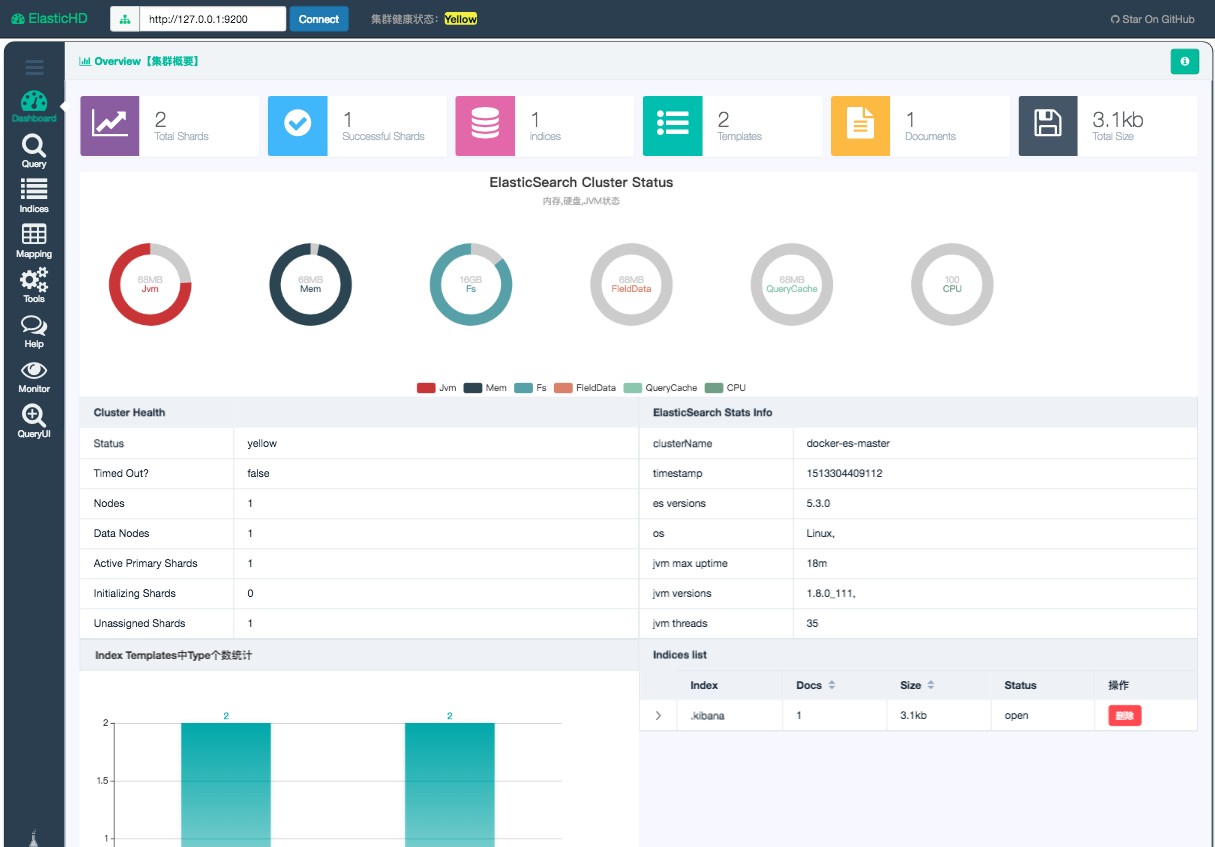 ElasticHD
http://127.0.0.1:9200
Connect
集群健康状态: Yellow
Star On GitHub
Overview【集群概要】
Dashboard
Query
Indices
Mapping
Tools
Help
Monitor
QueryUI
2
Total Shards
1
Successful Shards
1
indices
2
Templates
1
Documents
3.1kb
Total Size
ElasticSearch Cluster Status
内存,硬盘,JVM状态
68MB
Jvm
68MB
Mem
16GB
Fs
68MB
FieldData
68MB
QueryCache
100
CPU
Jvm Mem Fs FieldData QueryCache CPU
Cluster Health
Status yellow
Timed Out? false
Nodes 1
Data Nodes 1
Active Primary Shards 1
Initializing Shards 0
Unassigned Shards 1
ElasticSearch Stats Info
clusterName docker-es-master
timestamp 1513304409112
es versions 5.3.0
os Linux,
jvm max uptime 18m
jvm versions 1.8.0_111,
jvm threads 35
Index Templates中Type个数统计
2 2
2
1.5
1
Indices list
Index Docs Size Status 操作
.kibana 1 3.1kb open 删除